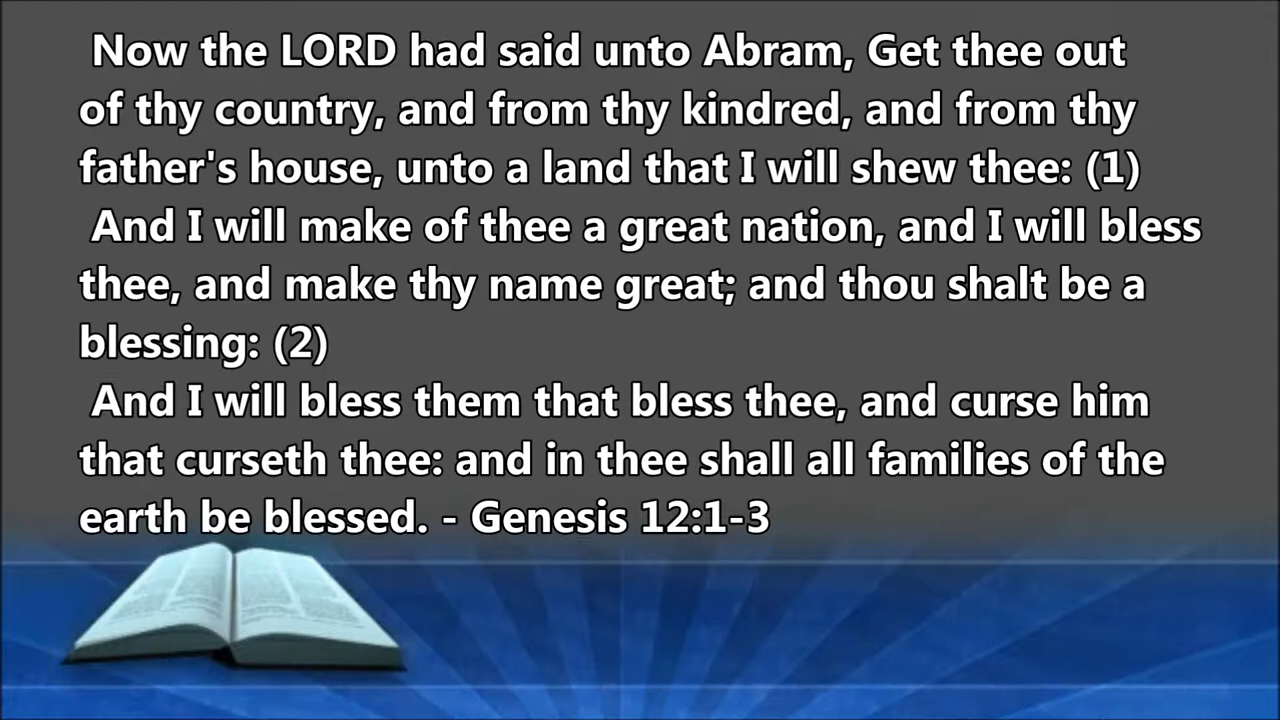 Now the LORD had said unto Abram, Get thee out
of thy country, and from thy kindred, and from thy
father's house, unto a land that I will shew thee: (1)
And I will make of thee a great nation, and I will bless
thee, and make thy name great; and thou shalt be a
blessing: (2)
And I will bless them that bless thee, and curse him
that curseth thee: and in thee shall all families of the
earth be blessed. - Genesis 12:1-3